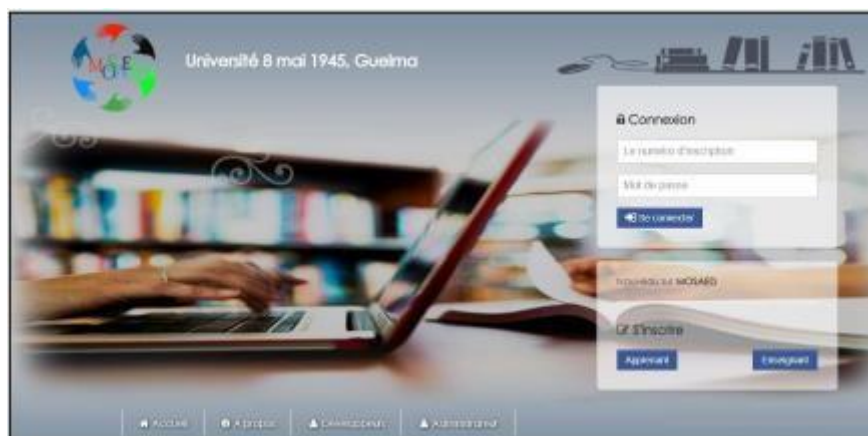 Université 8 mai 1945, Guelma
Connexion
Le numéro d'inscription
Mot de passe
Se connecter
Nouveau sur MOSAED
S'inscrire
Apprenant
Enseignant
Accueil
A propos
Développeurs
Administrateur